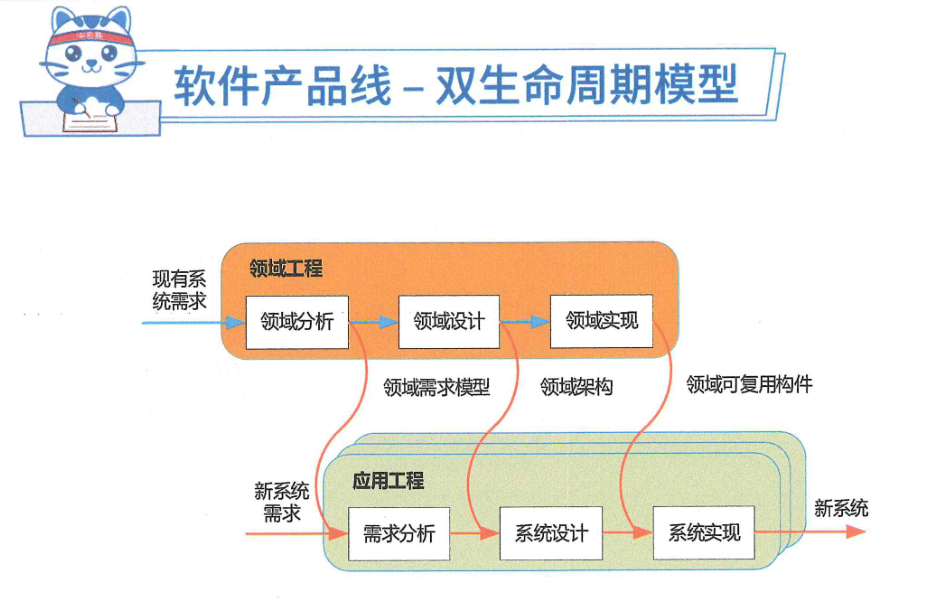 软件产品线 – 双生命周期模型
领域工程
现有系
统需求
领域分析
领域设计
领域实现
领域需求模型
领域架构
领域可复用构件
应用工程
新系统
需求
需求分析
系统设计
系统实现
新系统